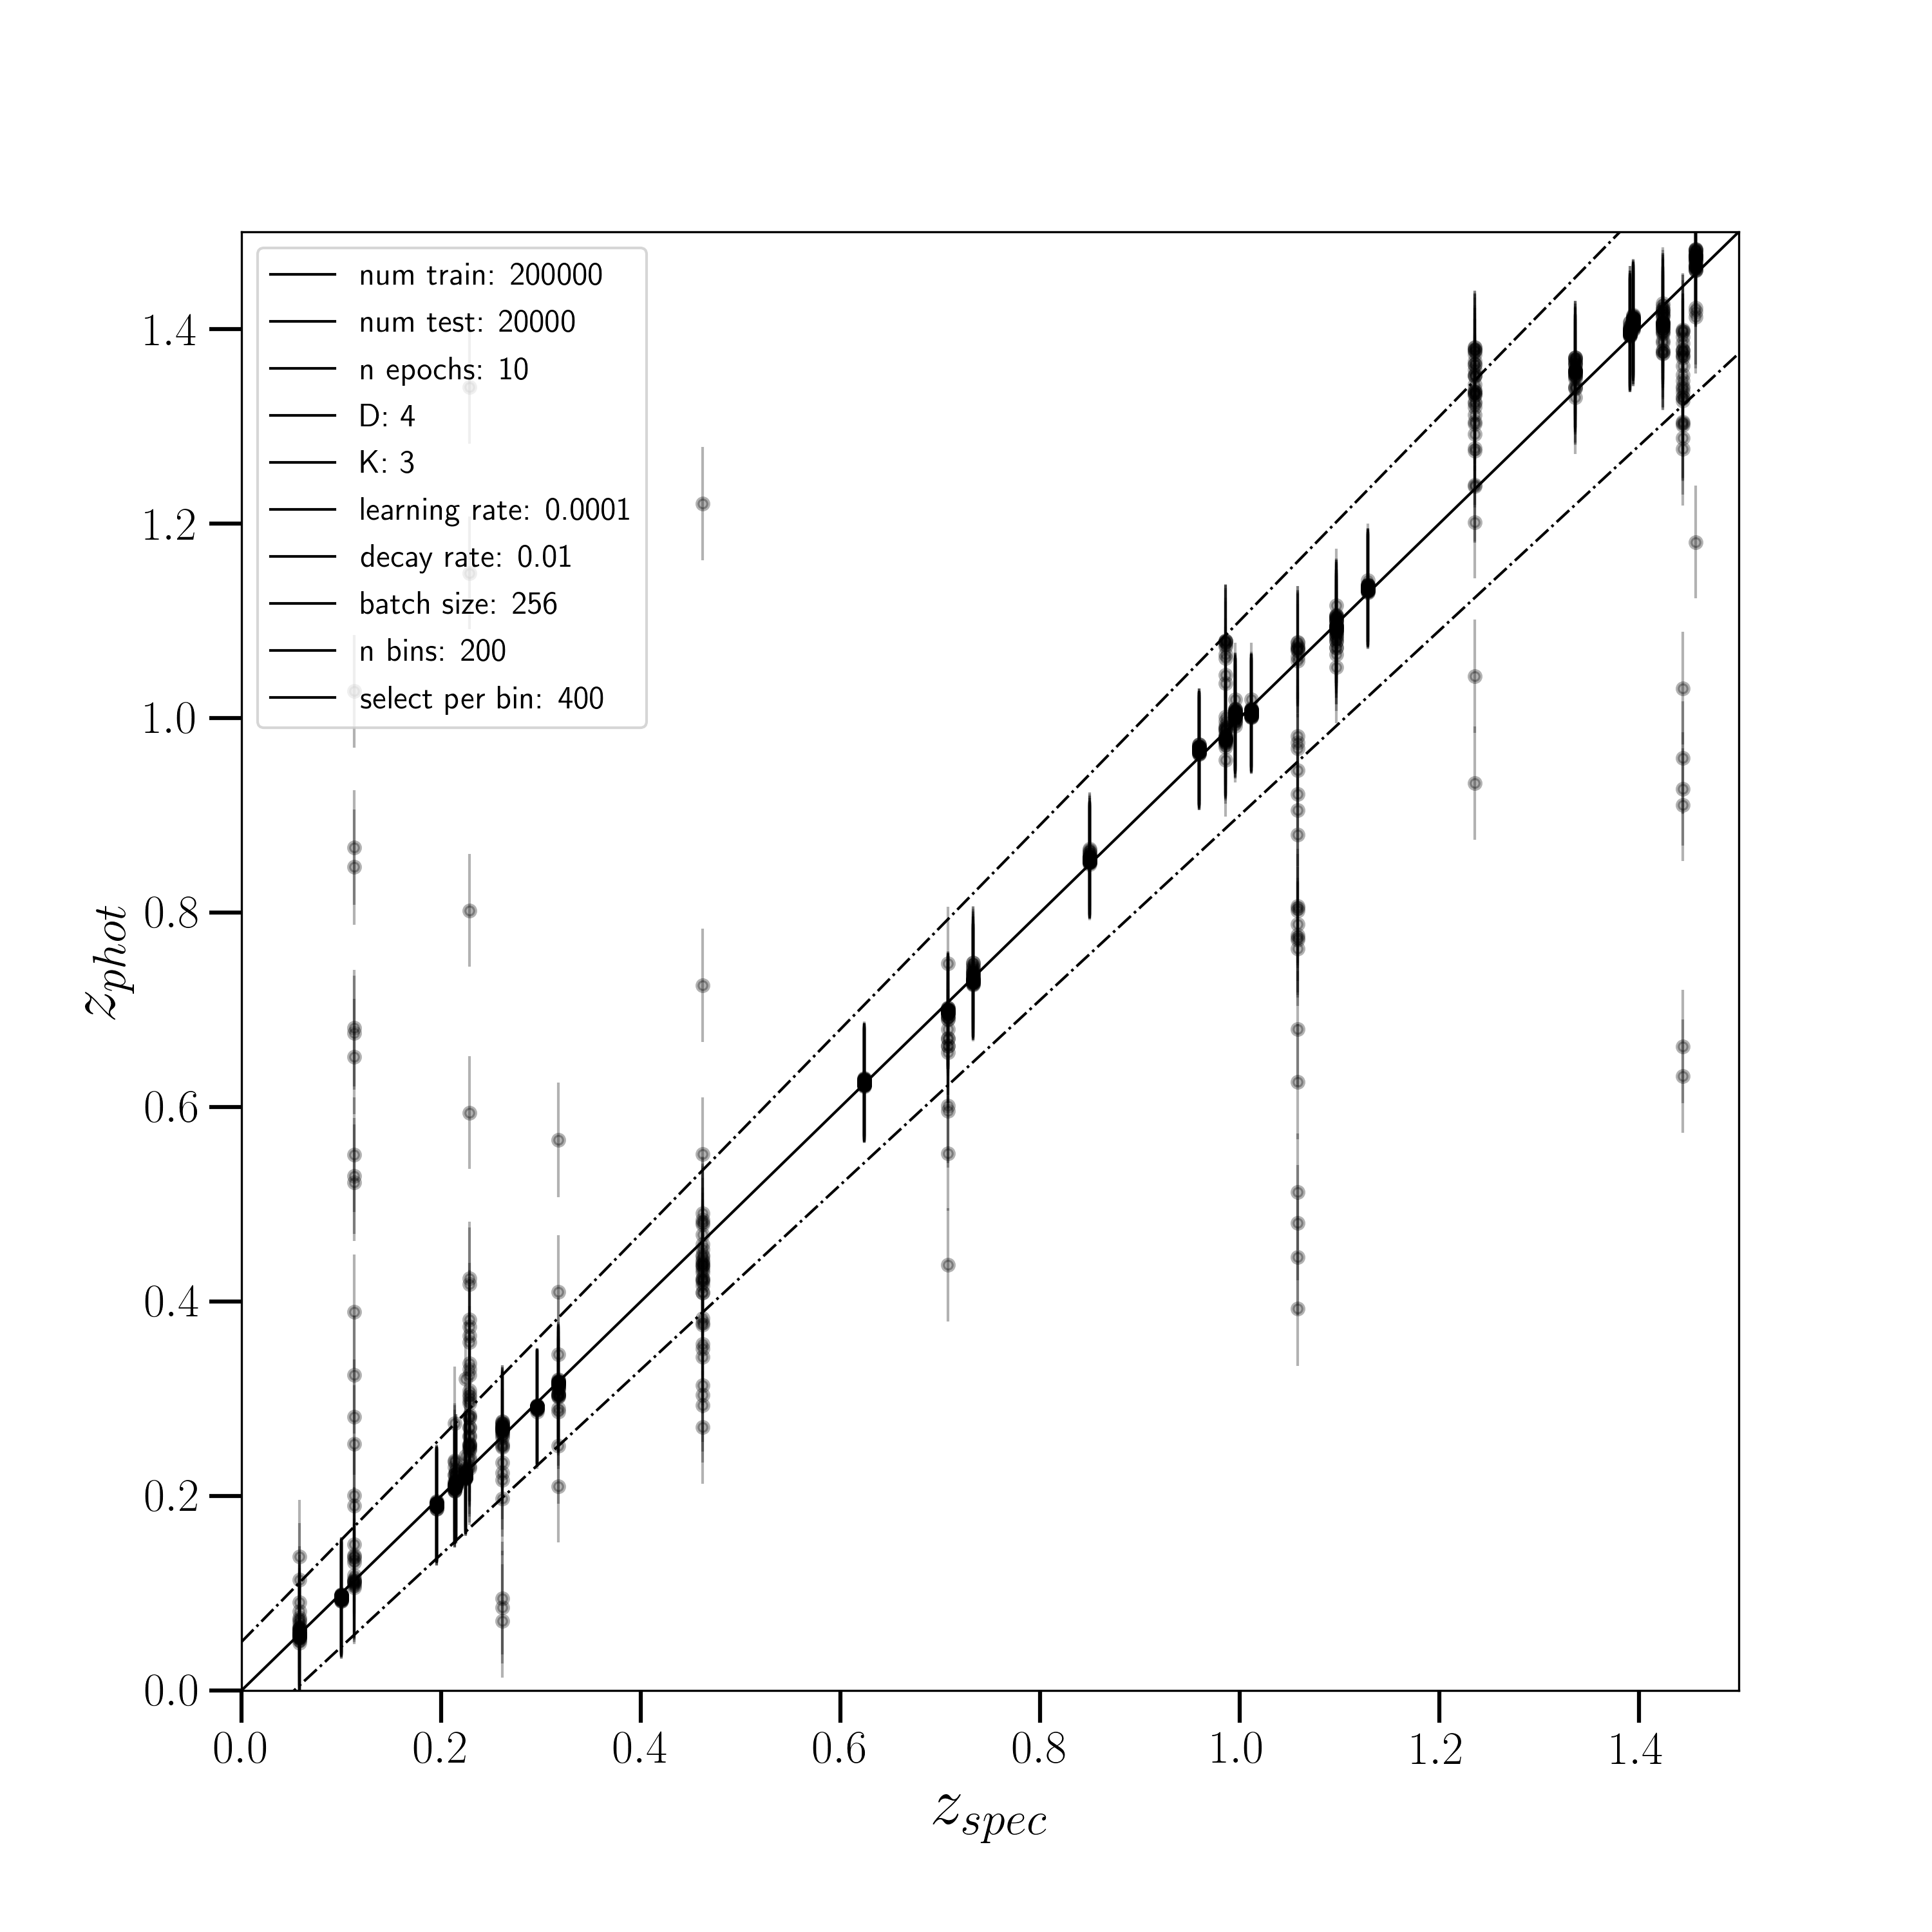 num train: 200000
num test: 20000
n epochs: 10
D: 4
K: 3
learning rate: 0.0001
decay rate: 0.01
batch size: 256
n bins: 200
select per bin: 400
1.4
1.2
1.0
0.8
0.6
0.4
0.2
0.0
z_phot
0.0 0.2 0.4 0.6 0.8 1.0 1.2 1.4
z_spec